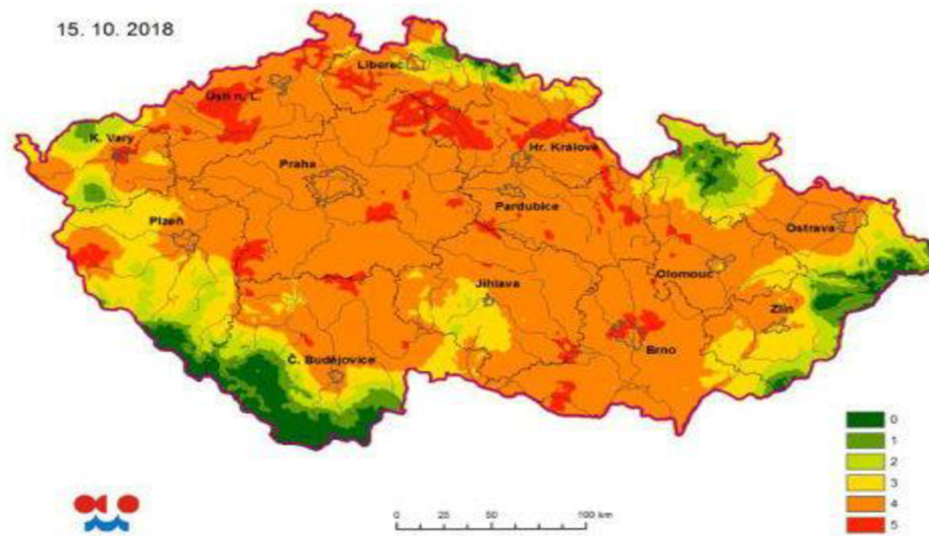 15. 10. 2018
Liberec
Ústí n. L.
K. Vary
Hr. Králové
Praha
Pardubice
Plzeň
Ostrava
Olomouc
Jihlava
Zlín
Brno
Č. Budějovice
0
1
2
3
4
5
0 25 50 100 km